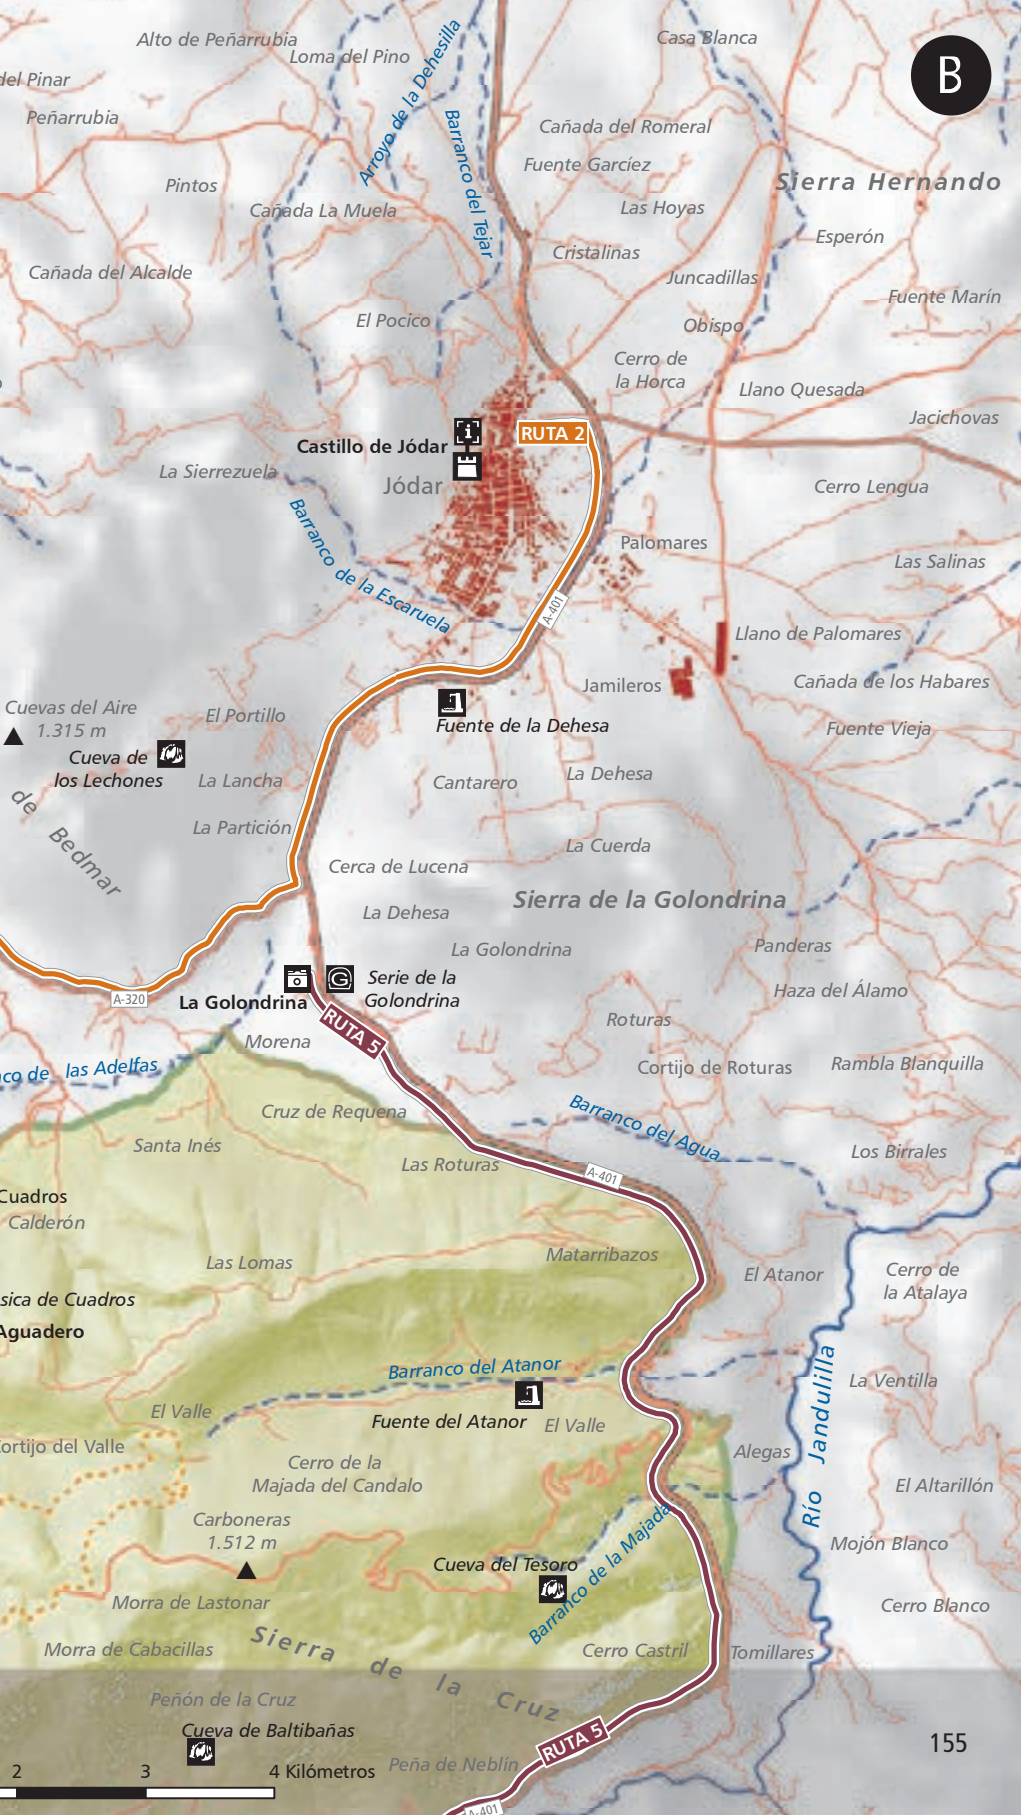 Alto de Peñarrubia
Loma del Pino
Casa Blanca
B
del Pinar
Peñarrubia
Arroyo de la Dehesilla
Barranco del Tejar
Cañada del Romeral
Fuente Garcíez
Pintos
Sierra Hernando
Cañada La Muela
Las Hoyas
Esperón
Cristalinas
Cañada del Alcalde
Juncadillas
Fuente Marín
El Pocico
Obispo
Cerro de
la Horca
Llano Quesada
Jacichovas
RUTA 2
Castillo de Jódar
i
La Sierrezuela
Jódar
Cerro Lengua
Barranco de la Escaruela
Palomares
Las Salinas
A-401
Llano de Palomares
Jamileros
Cañada de los Habares
Cuevas del Aire
1.315 m
El Portillo
Fuente de la Dehesa
Fuente Vieja
Cueva de
los Lechones
La Lancha
Cantarero
La Dehesa
de Bedmar
La Partición
La Cuerda
Cerca de Lucena
Sierra de la Golondrina
La Dehesa
La Golondrina
Panderas
A-320
La Golondrina
G
Serie de la
Golondrina
Haza del Álamo
RUTA 5
Roturas
Morena
Cortijo de Roturas
Rambla Blanquilla
nco de las Adelfas
Cruz de Requena
Barranco del Agua
Santa Inés
Los Birrales
Las Roturas
A-401
Cuadros
Calderón
Las Lomas
Matarribazos
El Atanor
Cerro de
la Atalaya
sica de Cuadros
Aguadero
Barranco del Atanor
Río Jandulilla
La Ventilla
El Valle
Fuente del Atanor
El Valle
Cortijo del Valle
Alegas
Cerro de la
Majada del Candalo
El Altarillón
Carboneras
1.512 m
Mojón Blanco
Cueva del Tesoro
Barranco de la Majada
Morra de Lastonar
Cerro Blanco
Sierra de la Cruz
Morra de Cabacillas
Cerro Castril
Tomillares
Peñón de la Cruz
Cueva de Baltibañas
RUTA 5
155
Peña de Neblín
2 3 4 Kilómetros
A-401